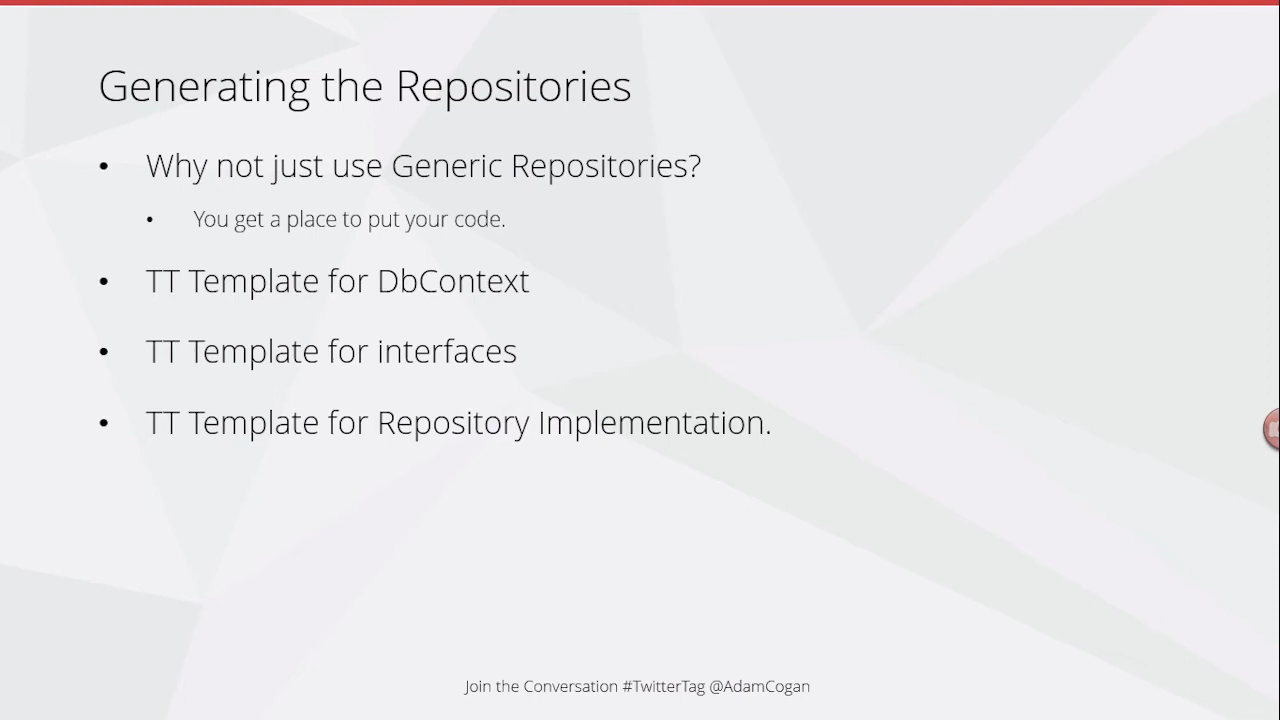 Generating the Repositories
• Why not just use Generic Repositories?
• You get a place to put your code.
• TT Template for DbContext
• TT Template for interfaces
• TT Template for Repository Implementation.
Join the Conversation #TwitterTag @AdamCogan